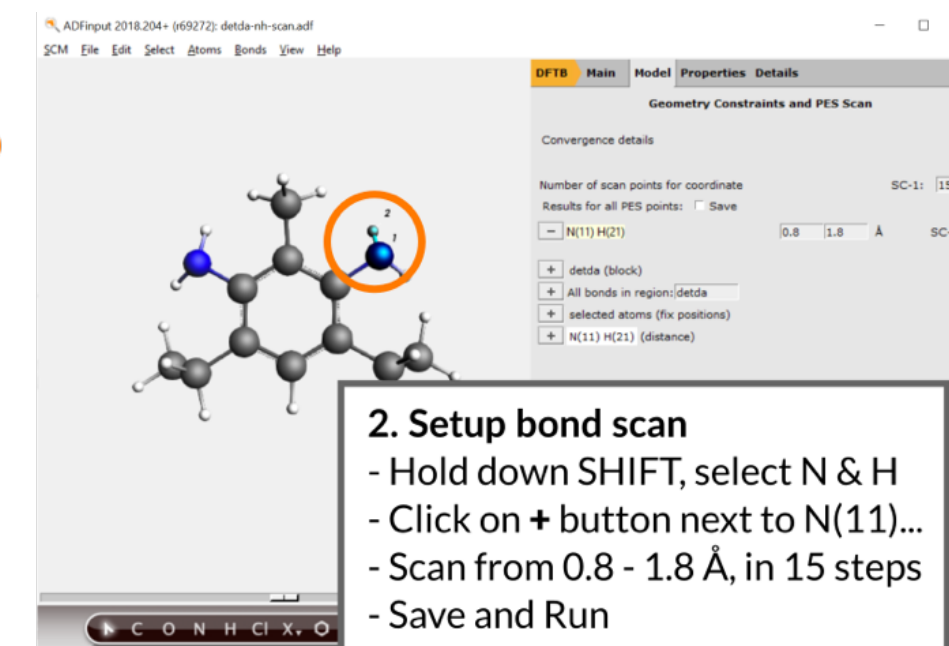 ADFinput 2018.204+ (r69272): detda-nh-scan.adf
SCM File Edit Select Atoms Bonds View Help
DFTB Main Model Properties Details
Geometry Constraints and PES Scan
Convergence details
Number of scan points for coordinate SC-1: 15
Results for all PES points: Save
− N(11) H(21) 0.8 1.8 Å SC-
+ detda (block)
+ All bonds in region: detda
+ selected atoms (fix positions)
+ N(11) H(21) (distance)
2
1
2. Setup bond scan
- Hold down SHIFT, select N & H
- Click on + button next to N(11)...
- Scan from 0.8 - 1.8 Å, in 15 steps
- Save and Run
C O N H Cl X.